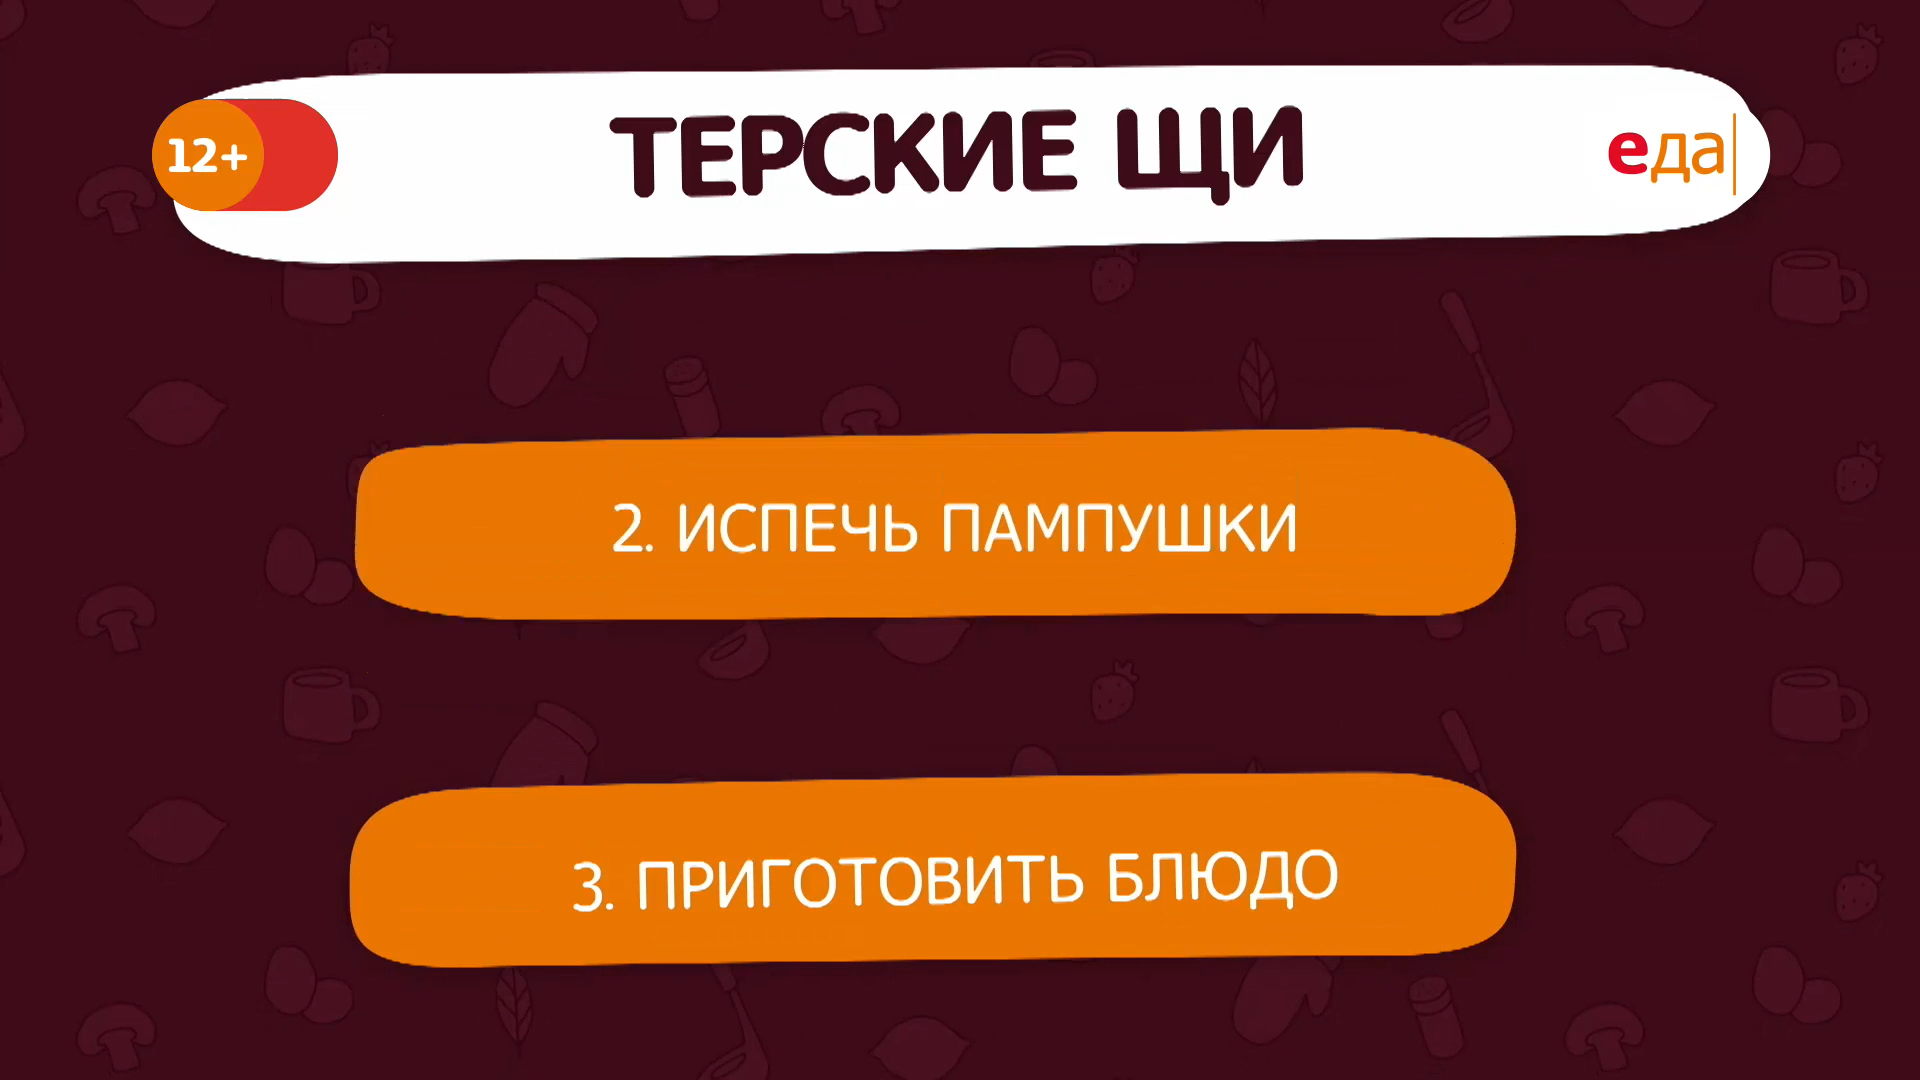 12+
ТЕРСКИЕ ЩИ
еда
2. ИСПЕЧЬ ПАМПУШКИ
3. ПРИГОТОВИТЬ БЛЮДО